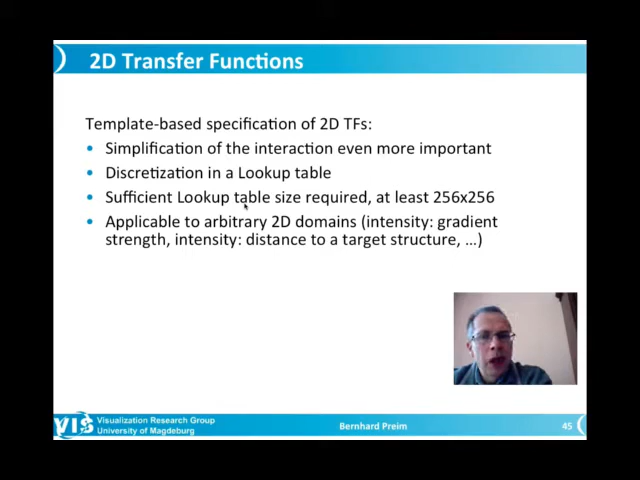 2D Transfer Functions
Template-based specification of 2D TFs:
• Simplification of the interaction even more important
• Discretization in a Lookup table
• Sufficient Lookup table size required, at least 256x256
• Applicable to arbitrary 2D domains (intensity: gradient
strength, intensity: distance to a target structure, …)
VIS
Visualization Research Group
University of Magdeburg
Bernhard Preim
45